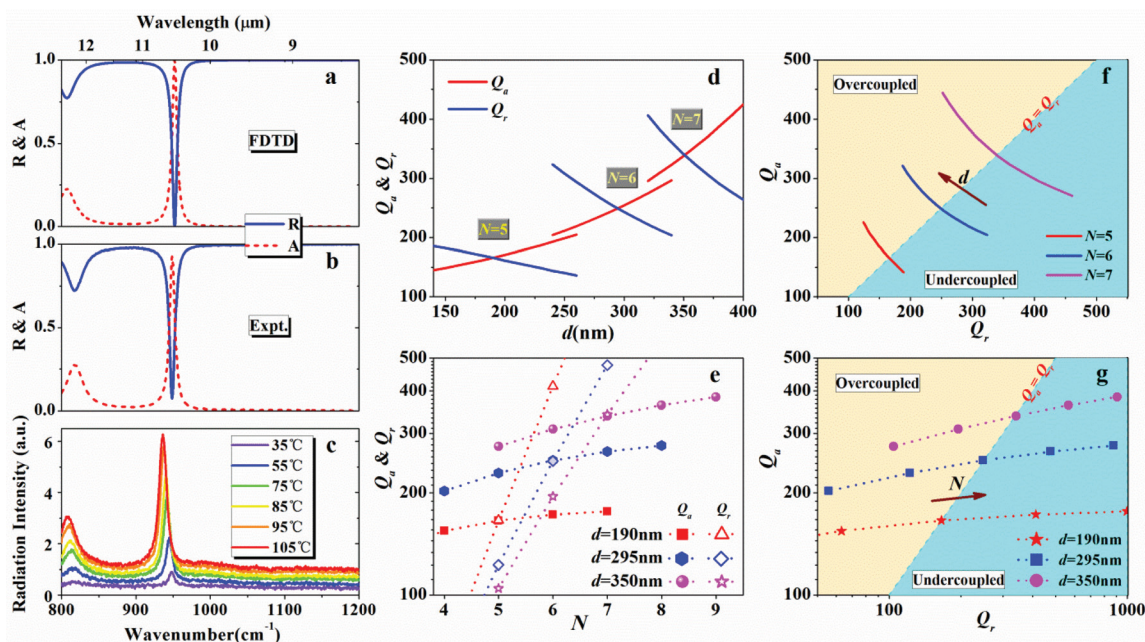 Wavelength (μm)
12 11 10 9
1.0
0.5
0.0
R & A
a
FDTD
R
A
1.0
0.5
0.0
R & A
b
Expt.
6
5
4
3
2
1
0
Radiation Intensity (a.u.)
c
35℃
55℃
75℃
85℃
95℃
105℃
800 900 1000 1100 1200
Wavenumber(cm⁻¹)
500
400
300
200
100
Qa & Qr
d
Qa
Qr
N=5
N=6
N=7
150 200 250 300 350 400
d(nm)
500
400
300
200
100
Qa & Qr
e
Qa Qr
d=190nm
d=295nm
d=350nm
4 5 6 7 8 9
N
500
400
300
200
100
Qa
f
Overcoupled
Qa = Qr
d
Undercoupled
N=5
N=6
N=7
100 200 300 400 500
Qr
500
400
300
200
100
Qa
g
Overcoupled
Qa = Qr
N
Undercoupled
d=190nm
d=295nm
d=350nm
100 1000
Qr